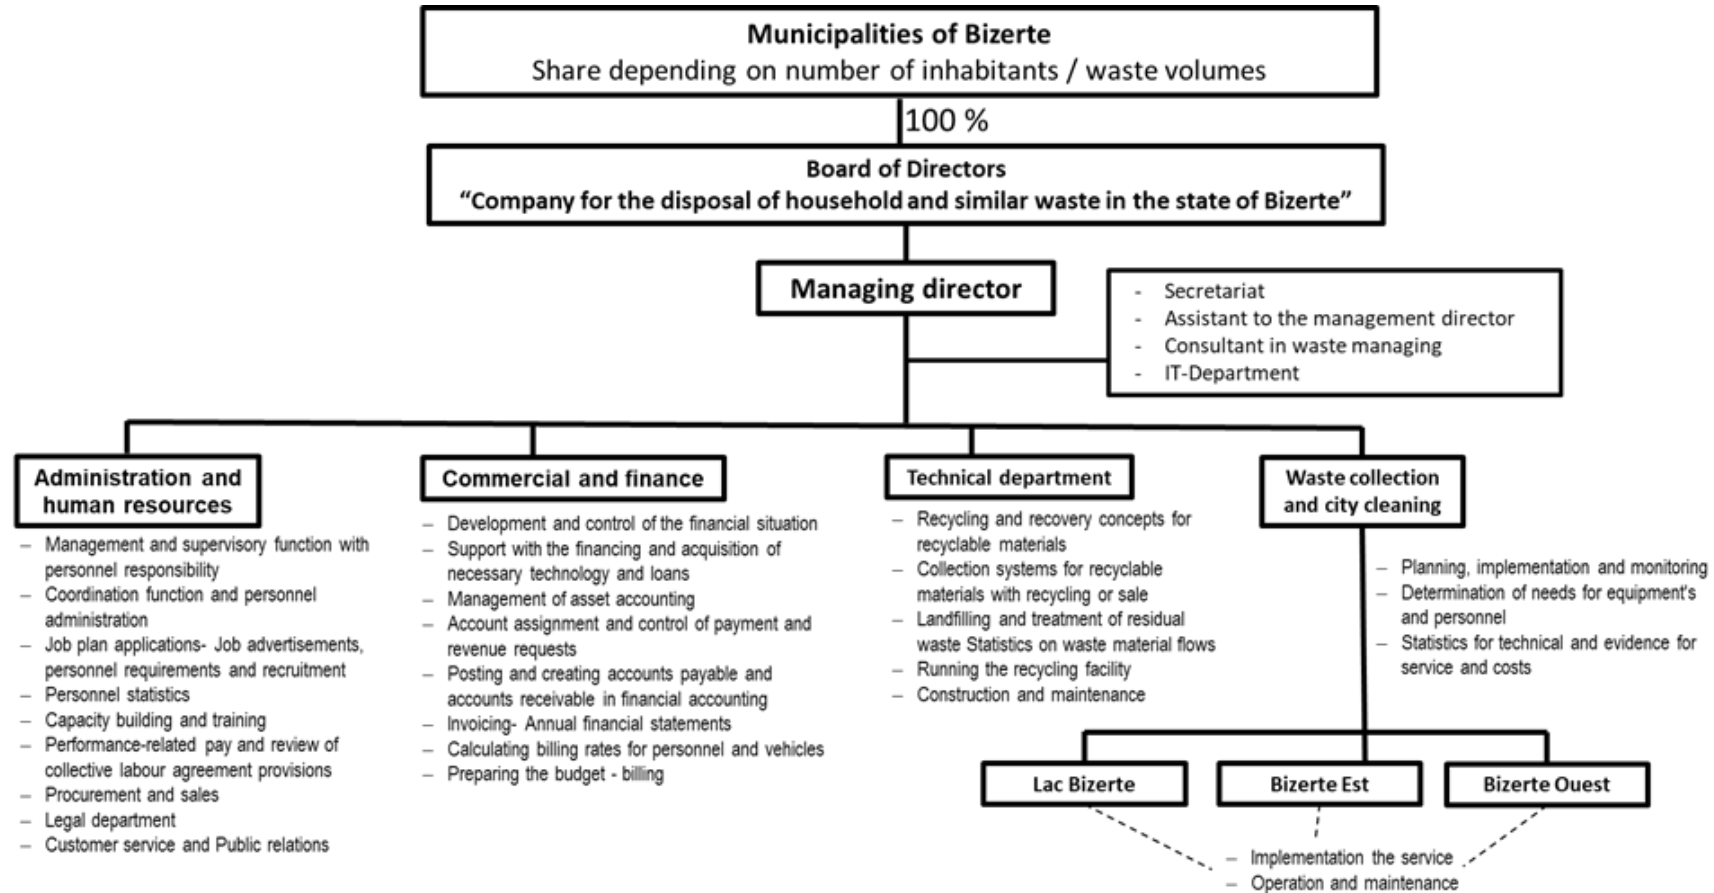 Municipalities of Bizerte
Share depending on number of inhabitants / waste volumes
100 %
Board of Directors
“Company for the disposal of household and similar waste in the state of Bizerte”
Managing director
- Secretariat
- Assistant to the management director
- Consultant in waste managing
- IT-Department
Administration and
human resources
– Management and supervisory function with
personnel responsibility
– Coordination function and personnel
administration
– Job plan applications- Job advertisements,
personnel requirements and recruitment
– Personnel statistics
– Capacity building and training
– Performance-related pay and review of
collective labour agreement provisions
– Procurement and sales
– Legal department
– Customer service and Public relations
Commercial and finance
– Development and control of the financial situation
– Support with the financing and acquisition of
necessary technology and loans
– Management of asset accounting
– Account assignment and control of payment and
revenue requests
– Posting and creating accounts payable and
accounts receivable in financial accounting
– Invoicing- Annual financial statements
– Calculating billing rates for personnel and vehicles
– Preparing the budget - billing
Technical department
– Recycling and recovery concepts for
recyclable materials
– Collection systems for recyclable
materials with recycling or sale
– Landfilling and treatment of residual
waste Statistics on waste material flows
– Running the recycling facility
– Construction and maintenance
Waste collection
and city cleaning
– Planning, implementation and monitoring
– Determination of needs for equipment's
and personnel
– Statistics for technical and evidence for
service and costs
Lac Bizerte
Bizerte Est
Bizerte Ouest
– Implementation the service
– Operation and maintenance